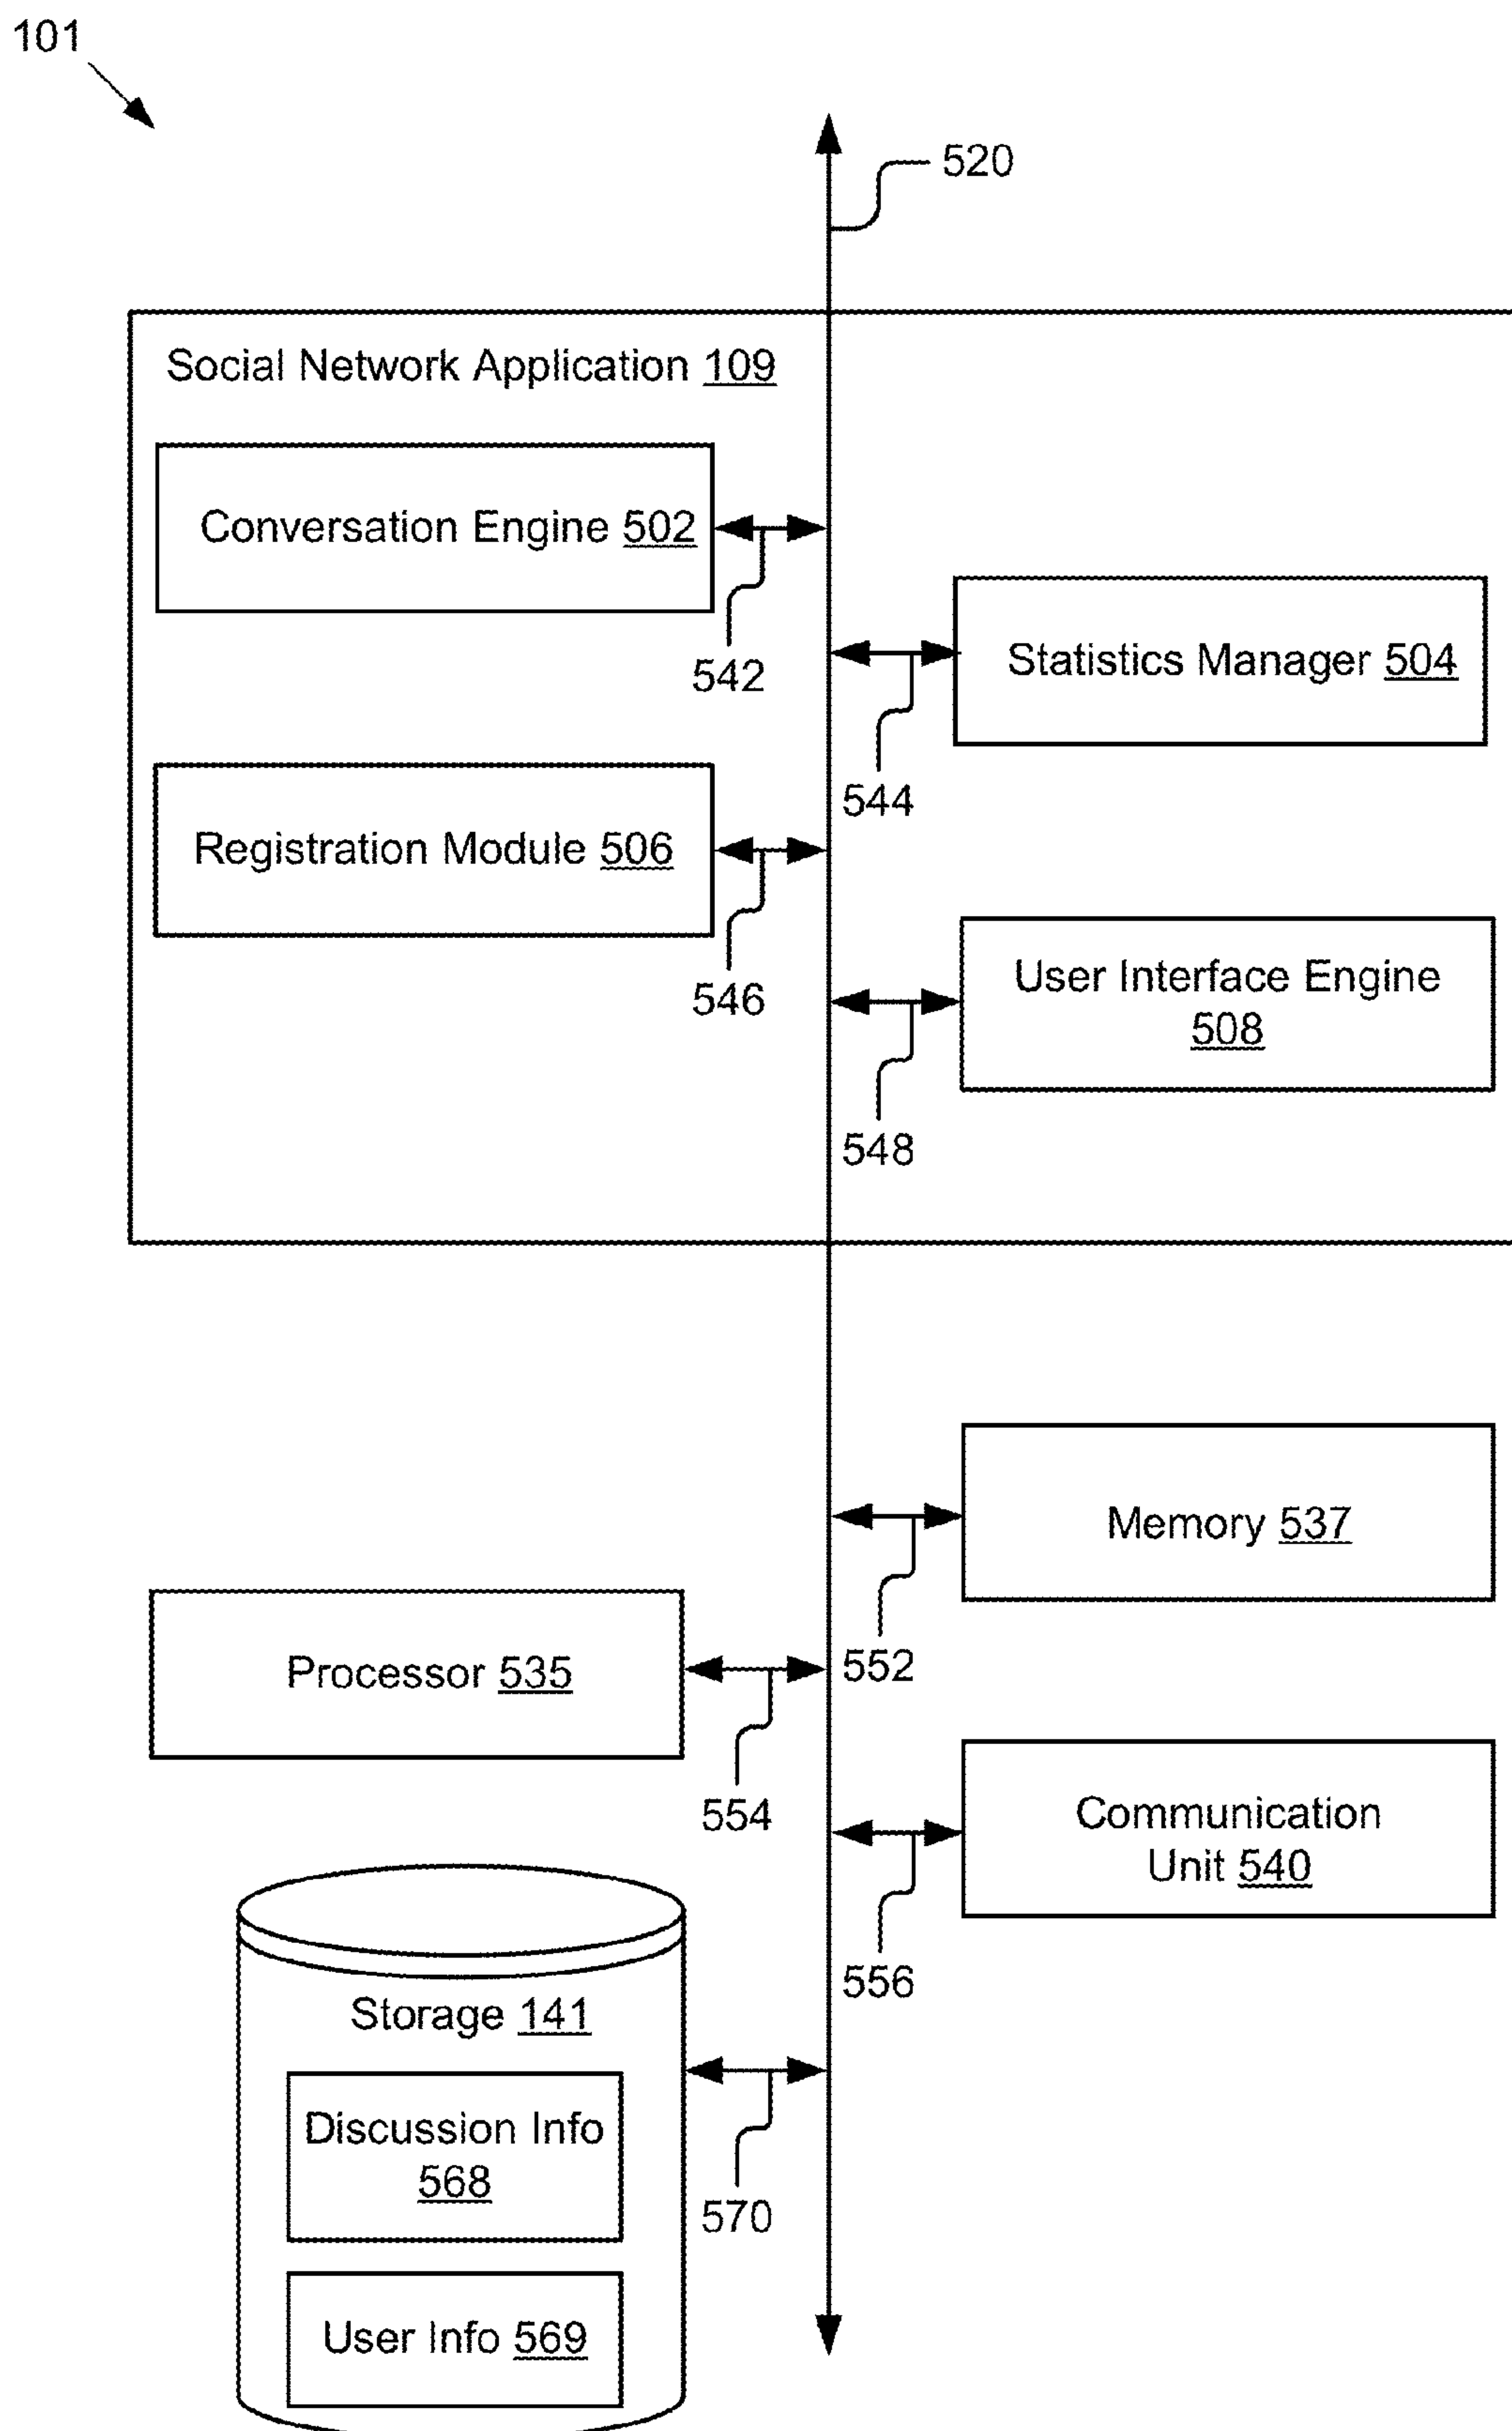 101
520
Social Network Application 109
Conversation Engine 502
542
Statistics Manager 504
544
Registration Module 506
546
User Interface Engine
508
548
Memory 537
552
Processor 535
554
Communication
Unit 540
556
Storage 141
Discussion Info
568
570
User Info 569